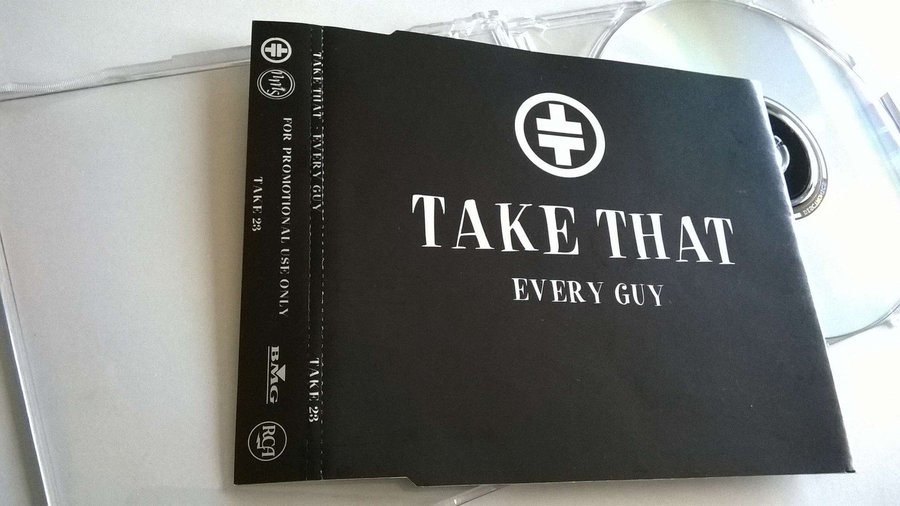 TAKE THAT
EVERY GUY
TAKE THAT : EVERY GUY
TAKE 23
FOR PROMOTIONAL USE ONLY
TAKE 23
BMG
RCA